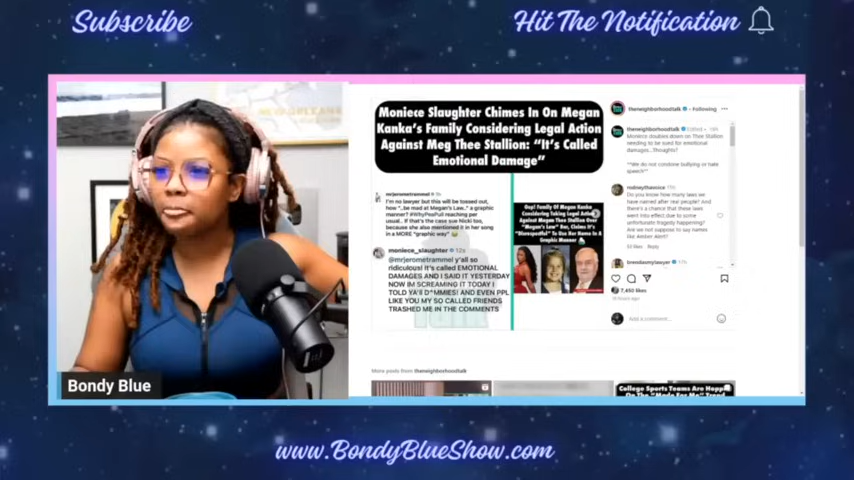 Subscribe
Hit The Notification
Moniece Slaughter Chimes In On Megan
Kanka's Family Considering Legal Action
Against Meg Thee Stallion: "It's Called
Emotional Damage"
mrjerometrammel
I'm no lawyer but this will be tossed out,
how "..be mad at Megan's Law,." a graphic
manner? #WhyPeaPull reaching per
usual.. If that's the case sue Nicki too,
because she also mentioned it in her song
in a MORE "graphic way"
moniece_slaughter 12s
@mrjerometrammel y'all so
ridiculous! It's called EMOTIONAL
DAMAGES AND I SAID IT YESTERDAY
NOW IM SCREAMING IT TODAY I
TOLD YA'll D^MMIES! AND EVEN PPL
LIKE YOU MY SO CALLED FRIENDS
TRASHED ME IN THE COMMENTS
Oop! Family Of Megan Kanka
Considering Taking Legal Action
Against Megan Thee Stallion Over
"Megan's Law" Bar, Claims It's
"Disrespectful" To Use Her Name In A
Graphic Manner
theneighborhoodtalk • Following
theneighborhoodtalk
Moniece doubles down on Thee Stallion
needing to be sued for emotional
damages...Thoughts?
"We do not condone bullying or hate
speech"
rodneythavoice 17h
Do you know how many laws we
have named after real people? And
there's a chance that these laws
went into effect due to some
unfortunate tragedy happening?
Are we not suppose to say names
like Amber Alert?
Reply
brendasmylawyer 17h
7,450 likes
18 hours ago
Add a comment...
More posts from theneighborhoodtalk
College Sports Teams Are Hoppi
On The "Made For Me" Trend
Bondy Blue
www.BondyBlueShow.com